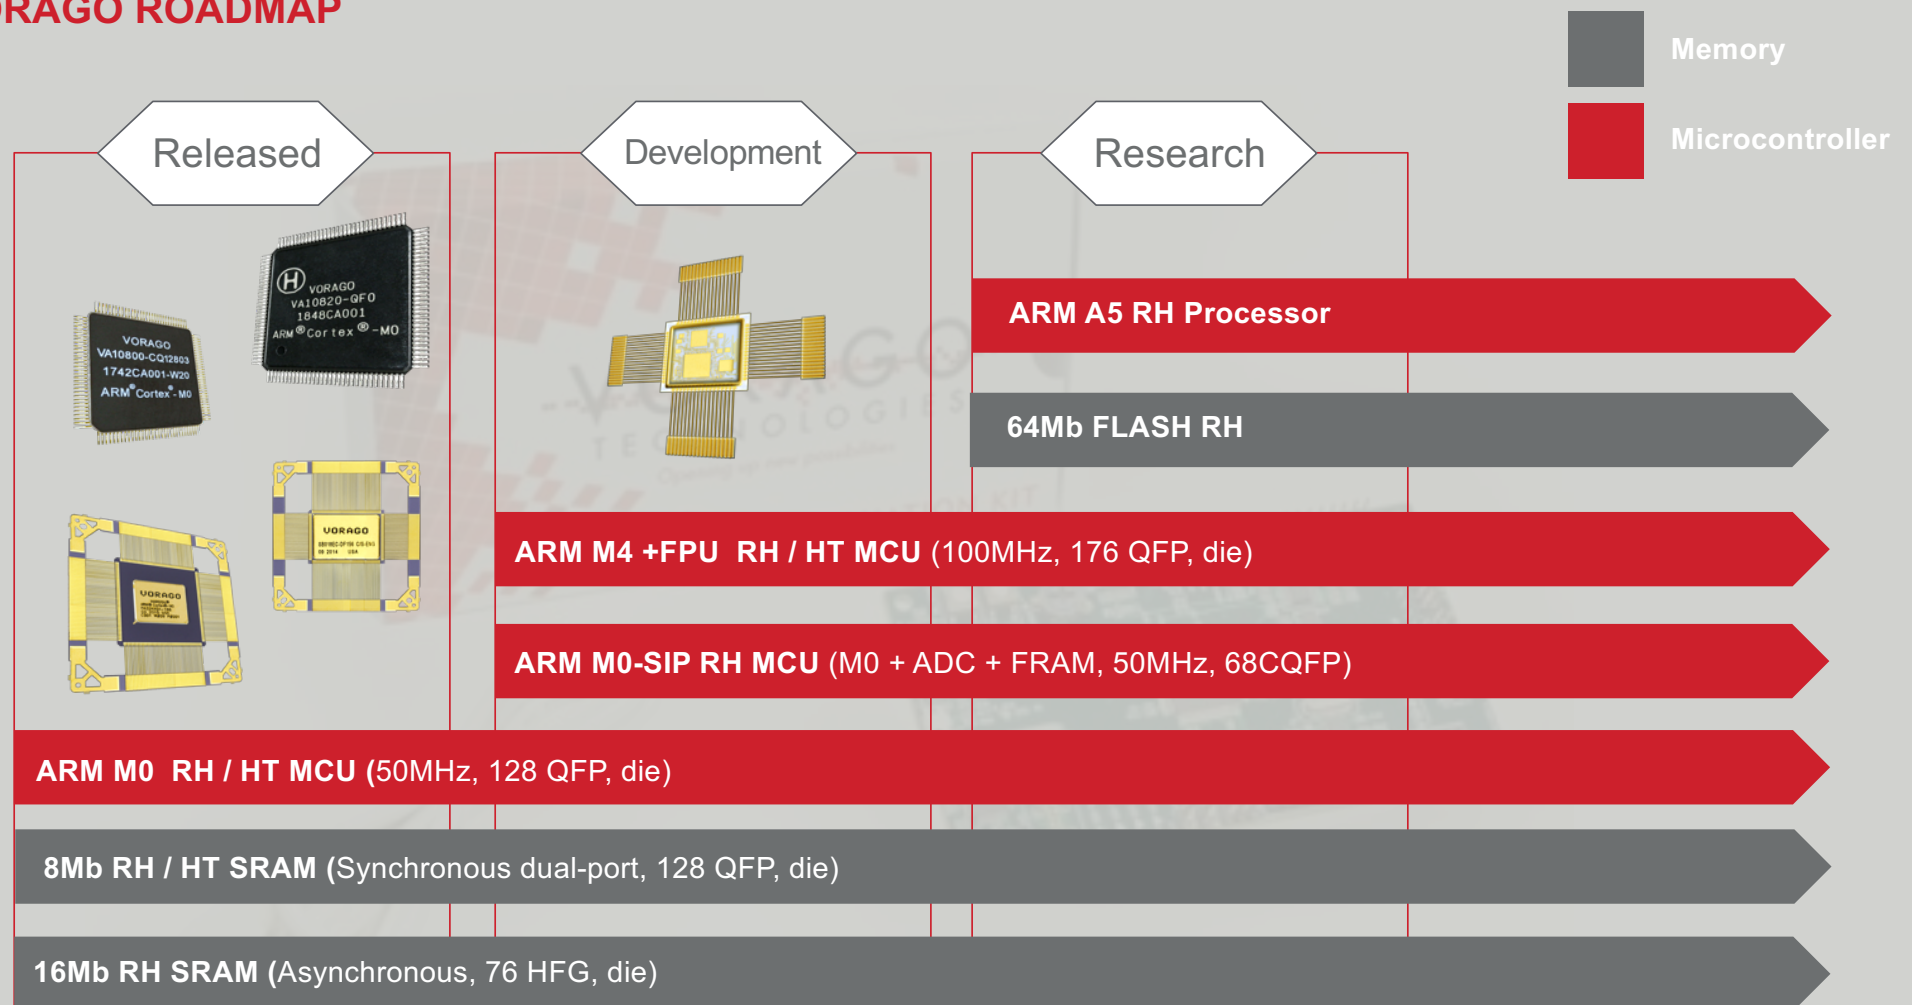 ORAGO ROADMAP
Memory
Microcontroller
Released
Development
Research
VORAGO
VA10820-QF0
1848CA001
ARM®Cortex®-M0
VORAGO
VA10800-CQ12803
1742CA001-W20
ARM®Cortex®-M0
VORAGO
VORAGO
TECHNOLOGIES
ARM A5 RH Processor
64Mb FLASH RH
ARM M4 +FPU  RH / HT MCU (100MHz, 176 QFP, die)
ARM M0-SIP RH MCU (M0 + ADC + FRAM, 50MHz, 68CQFP)
ARM M0  RH / HT MCU (50MHz, 128 QFP, die)
8Mb RH / HT SRAM (Synchronous dual-port, 128 QFP, die)
16Mb RH SRAM (Asynchronous, 76 HFG, die)